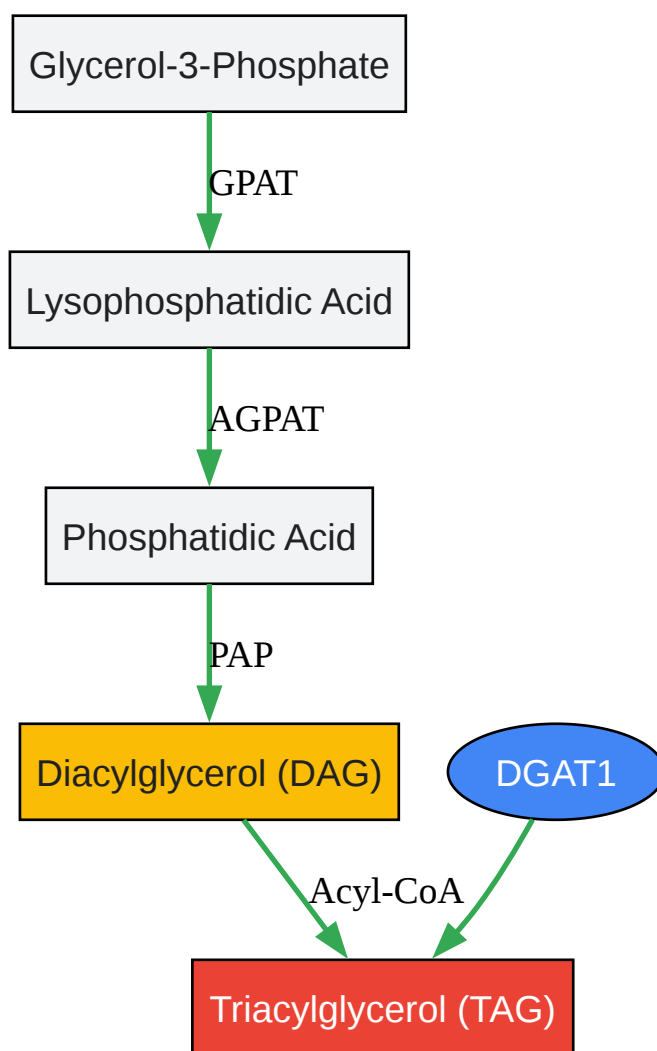 Glycerol-3-Phosphate
GPAT
Lysophosphatidic Acid
AGPAT
Phosphatidic Acid
PAP
Diacylglycerol (DAG)
DGAT1
Acyl-CoA
Triacylglycerol (TAG)